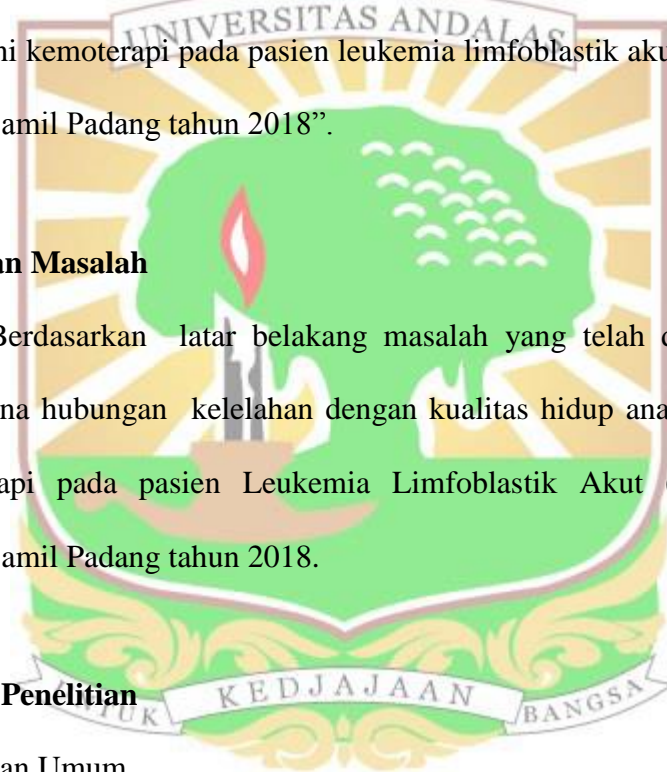 UNIVERSITAS ANDALAS
ni kemoterapi pada pasien leukemia limfoblastik aku
amil Padang tahun 2018”.
an Masalah
Berdasarkan latar belakang masalah yang telah d
na hubungan kelelahan dengan kualitas hidup ana
api pada pasien Leukemia Limfoblastik Akut
amil Padang tahun 2018.
Penelitian
UNTUK KEDJAJAAN BANGSA
an Umum